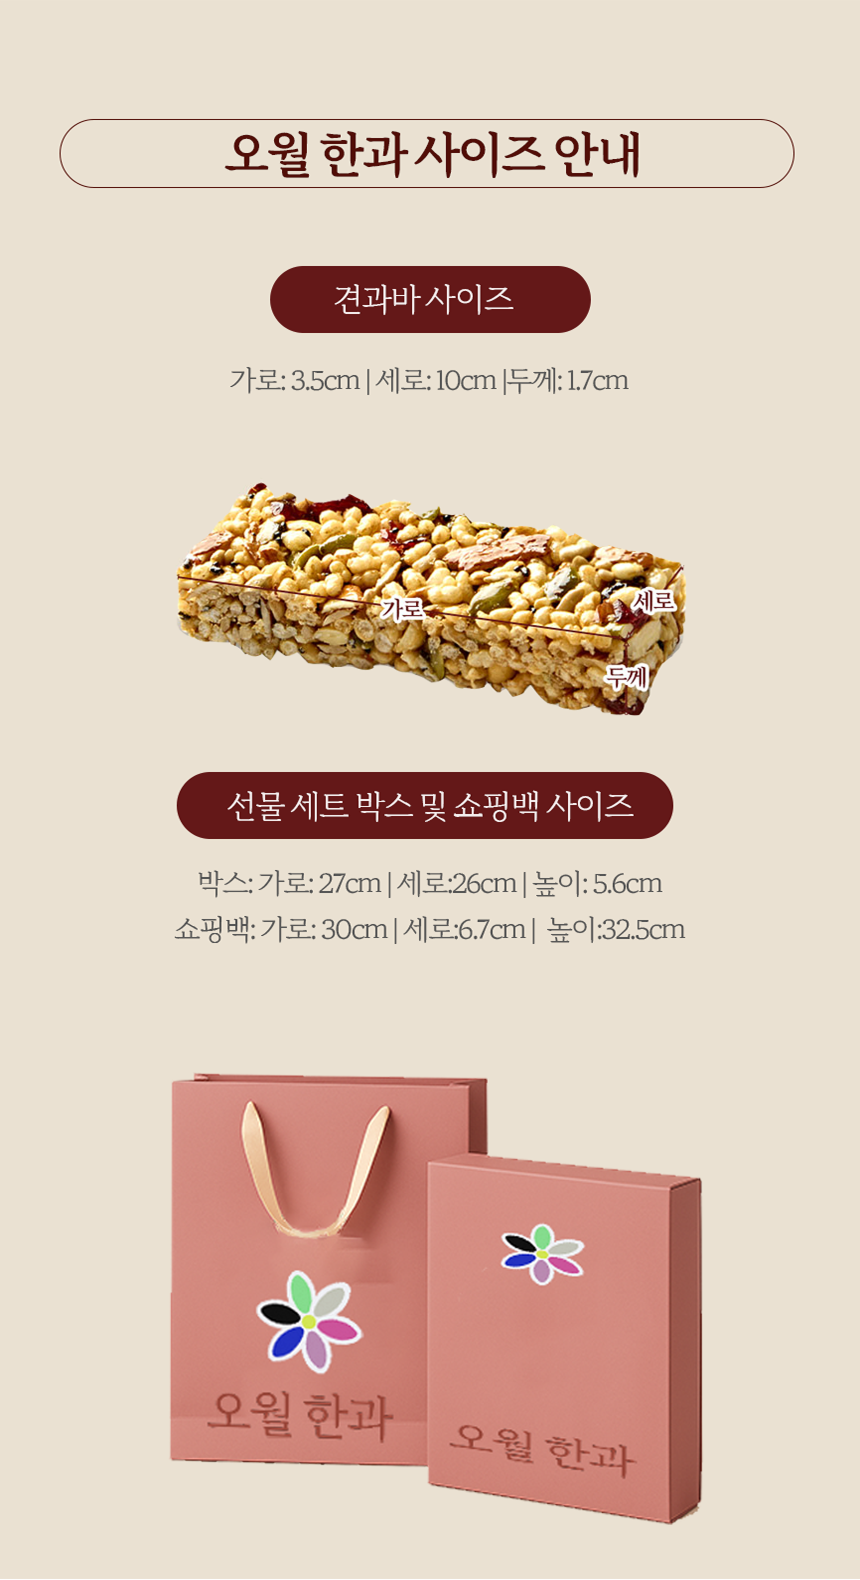 오월 한과 사이즈 안내
견과바 사이즈
가로: 3.5cm | 세로: 10cm |두께: 1.7cm
가로
세로
두께
선물 세트 박스 및 쇼핑백 사이즈
박스: 가로: 27cm | 세로:26cm | 높이: 5.6cm
쇼핑백: 가로: 30cm | 세로:6.7cm | 높이:32.5cm
오월 한과
오월 한과